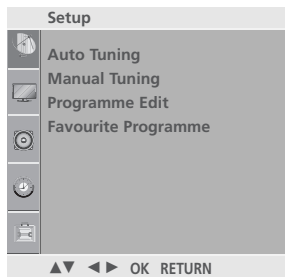 Setup
Auto Tuning
Manual Tuning
Programme Edit
Favourite Programme
▲▼ ◄► OK RETURN